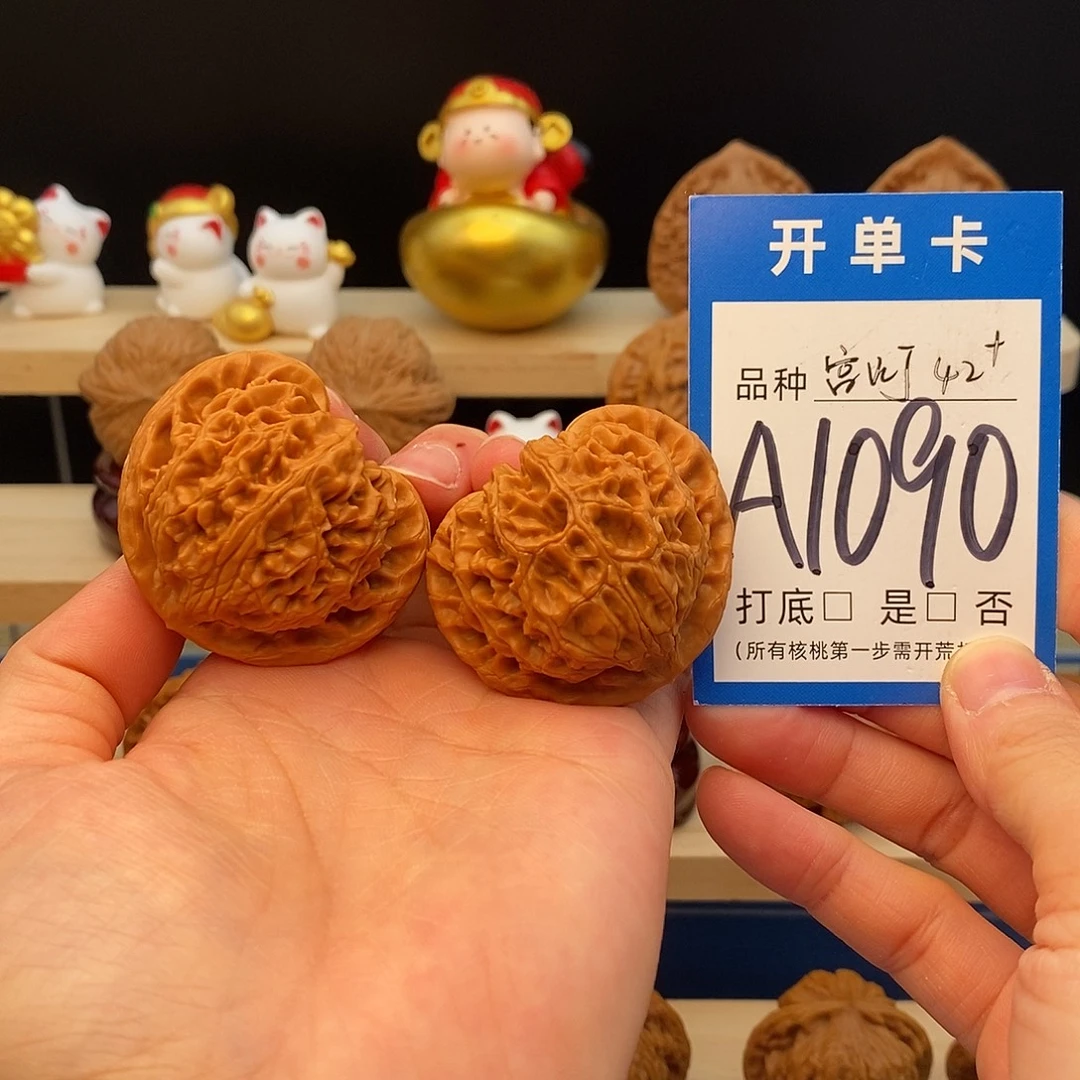 开单卡
品种 宫灯 42+
A1090
打底□ 是□ 否
(所有核桃第一步需开荒